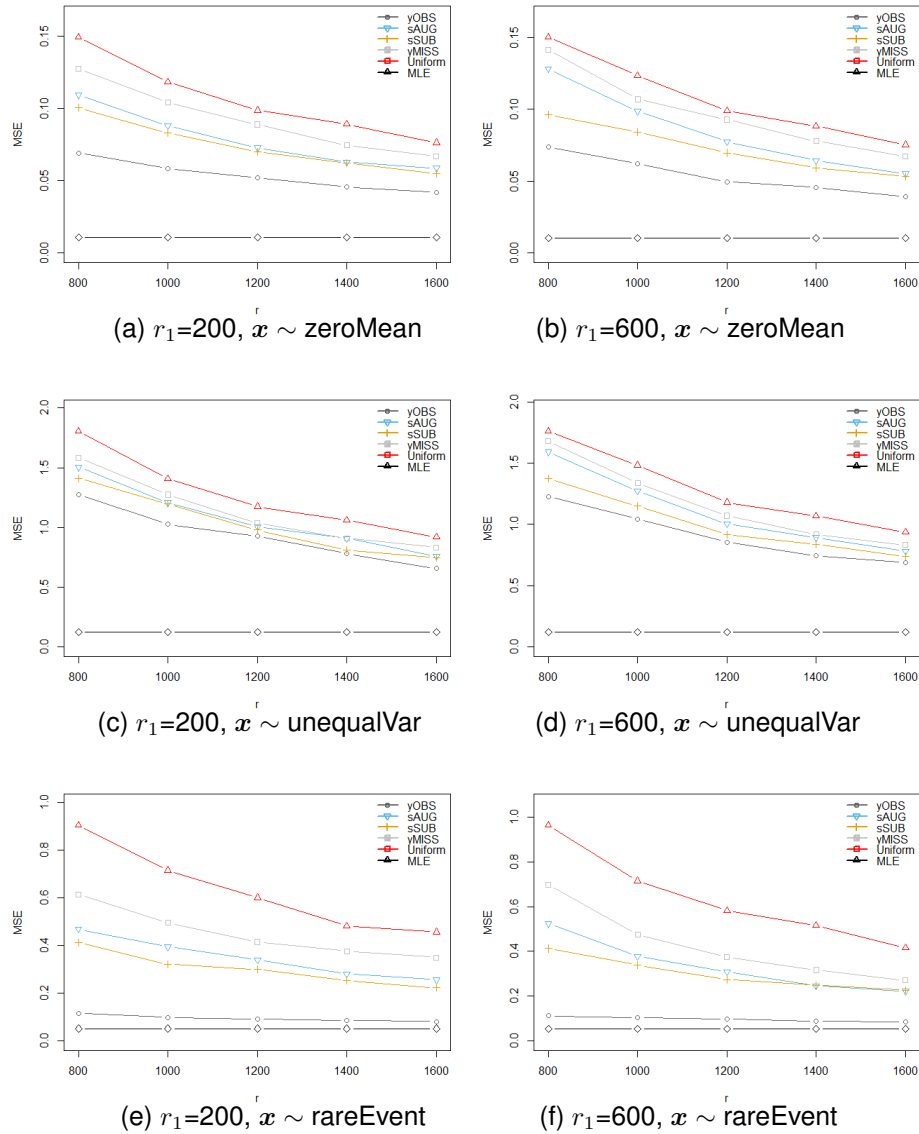 yOBS
sAUG
sSUB
yMISS
Uniform
MLE
MSE
0.00 0.05 0.10 0.15
800 1000 1200 1400 1600
r
(a) r₁=200, x ∼ zeroMean
yOBS
sAUG
sSUB
yMISS
Uniform
MLE
MSE
0.00 0.05 0.10 0.15
800 1000 1200 1400 1600
r
(b) r₁=600, x ∼ zeroMean
yOBS
sAUG
sSUB
yMISS
Uniform
MLE
MSE
0.0 0.5 1.0 1.5 2.0
800 1000 1200 1400 1600
r
(c) r₁=200, x ∼ unequalVar
yOBS
sAUG
sSUB
yMISS
Uniform
MLE
MSE
0.0 0.5 1.0 1.5 2.0
800 1000 1200 1400 1600
r
(d) r₁=600, x ∼ unequalVar
yOBS
sAUG
sSUB
yMISS
Uniform
MLE
MSE
0.0 0.2 0.4 0.6 0.8 1.0
800 1000 1200 1400 1600
r
(e) r₁=200, x ∼ rareEvent
yOBS
sAUG
sSUB
yMISS
Uniform
MLE
MSE
0.0 0.2 0.4 0.6 0.8 1.0
800 1000 1200 1400 1600
r
(f) r₁=600, x ∼ rareEvent